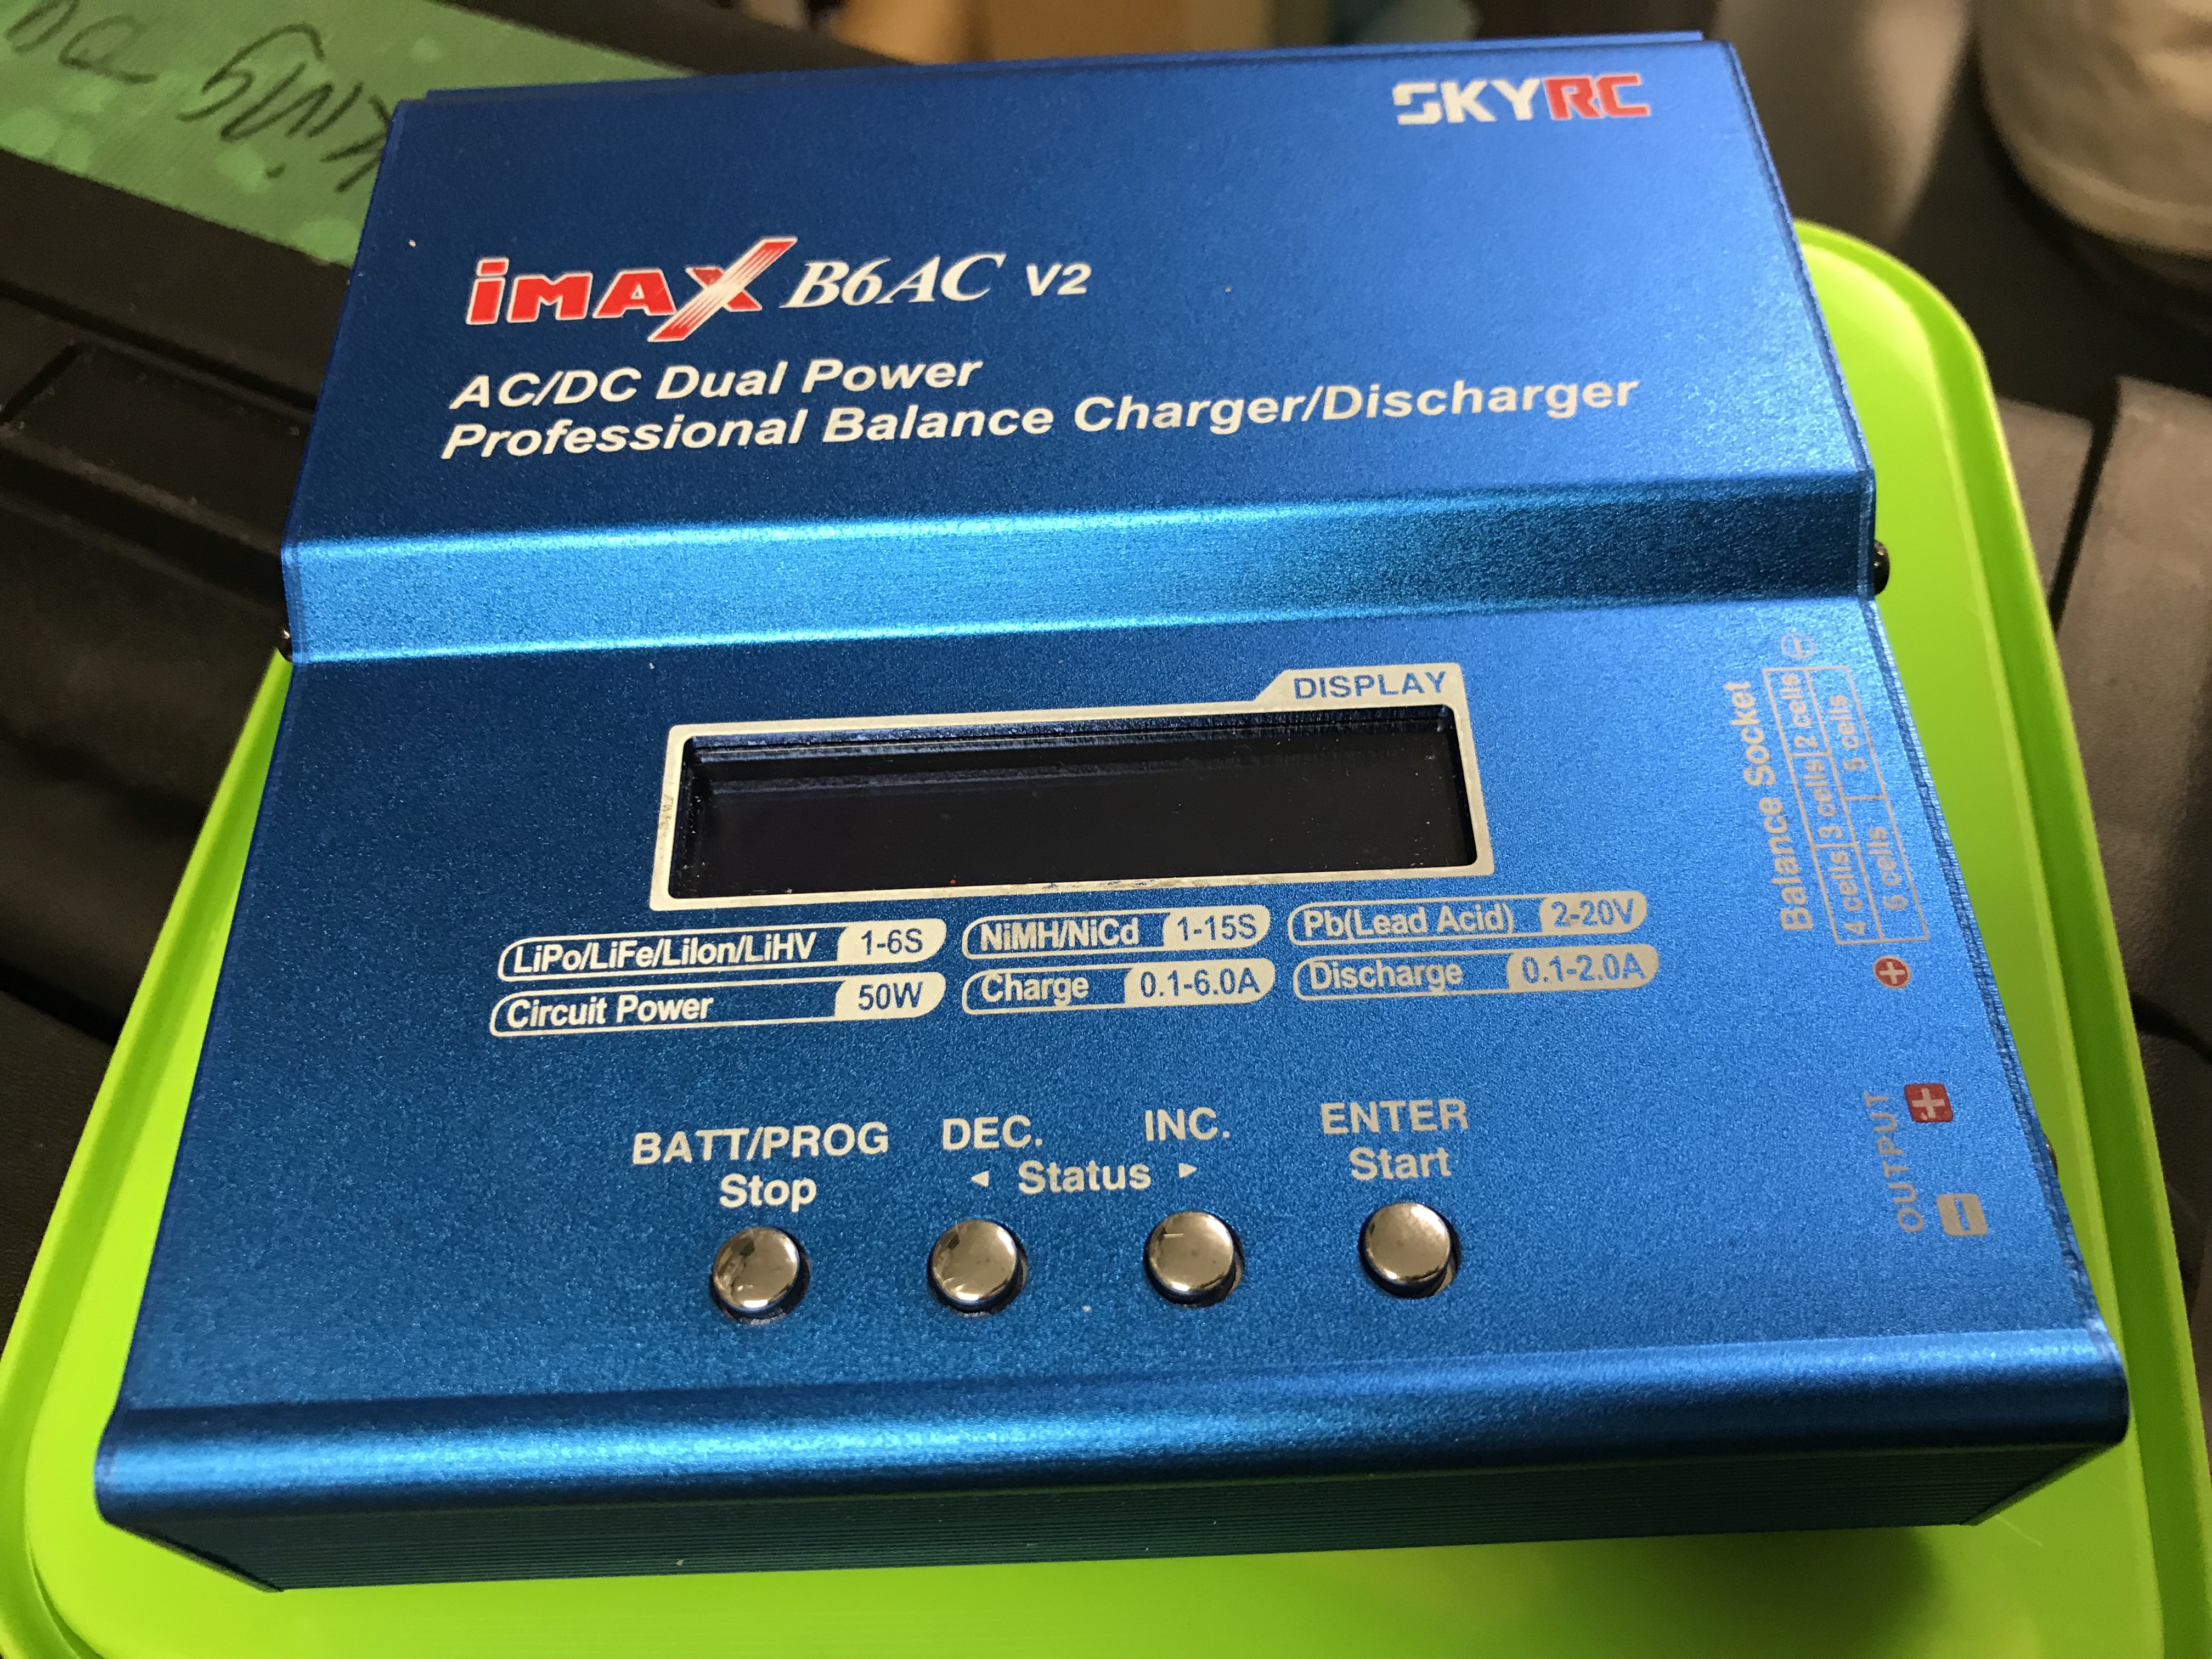 SKYRC
iMAX B6AC V2
AC/DC Dual Power
Professional Balance Charger/Discharger
DISPLAY
LiPo/LiFe/LiIon/LiHV 1-6S NiMH/NiCd 1-15S Pb(Lead Acid) 2-20V
Circuit Power 50W Charge 0.1-6.0A Discharge 0.1-2.0A
BATT/PROG DEC. INC. ENTER
Stop ◄ Status ► Start
Balance Socket
4 cells 3 cells 2 cells
6 cells 5 cells
OUTPUT
king